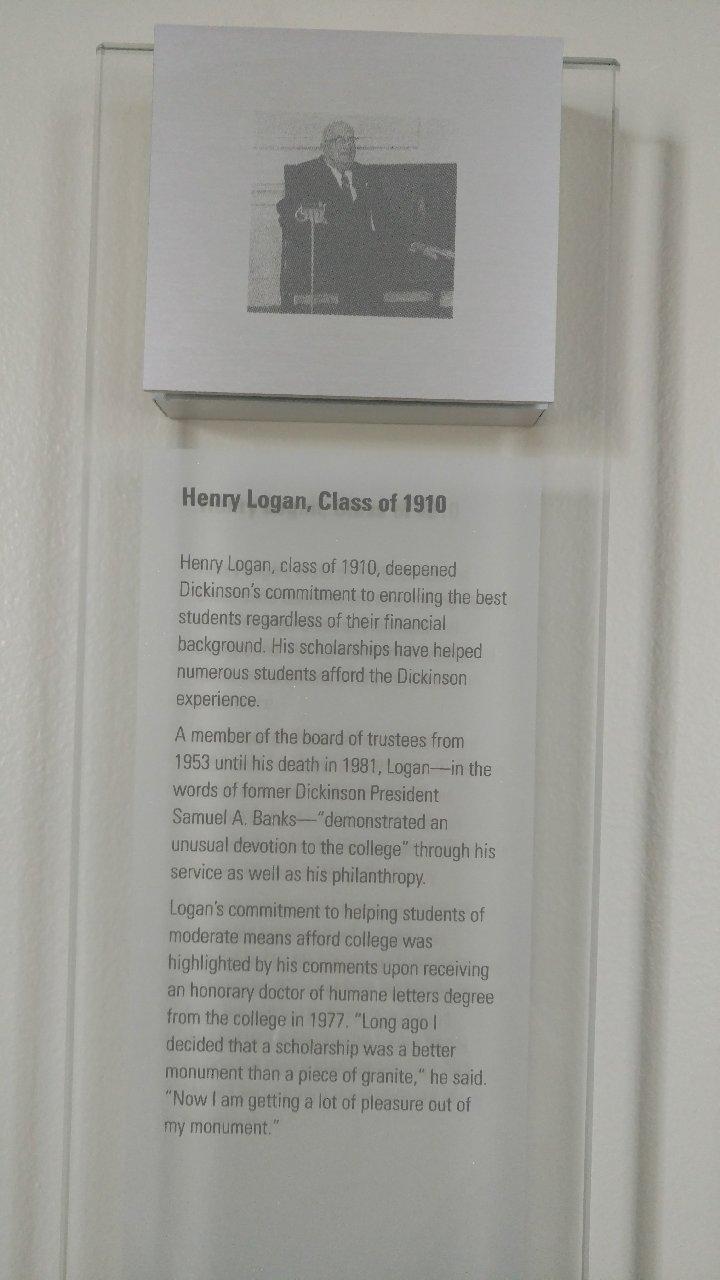 Henry Logan, Class of 1910
Henry Logan, class of 1910, deepened
Dickinson's commitment to enrolling the best
students regardless of their financial
background. His scholarships have helped
numerous students afford the Dickinson
experience.
A member of the board of trustees from
1953 until his death in 1981, Logan—in the
words of former Dickinson President
Samuel A. Banks—"demonstrated an
unusual devotion to the college" through his
service as well as his philanthropy.
Logan's commitment to helping students of
moderate means afford college was
highlighted by his comments upon receiving
an honorary doctor of humane letters degree
from the college in 1977. "Long ago I
decided that a scholarship was a better
monument than a piece of granite," he said.
"Now I am getting a lot of pleasure out of
my monument."